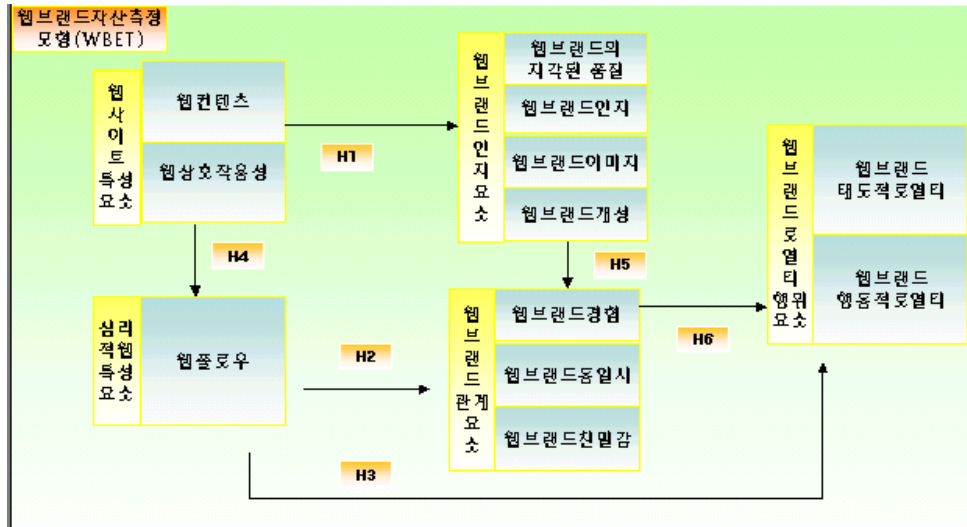 웹브랜드자산측정
모형(WBET)
웹
사
이
트
특성
요소
웹컨텐츠
웹상호작용성
H1
웹
브
랜
드
인
지
요
소
웹브랜드의
지각된 품질
웹브랜드인지
웹브랜드이미지
웹브랜드개성
H4
H5
심리
적웹
특성
요소
웹플로우
H2
웹
브
랜
드
관계
요
소
웹브랜드경험
웹브랜드동일시
웹브랜드친밀감
H6
웹
브
랜
드
로
열
티
행위
요소
웹브랜드
태도적로열티
웹브랜드
행동적로열티
H3